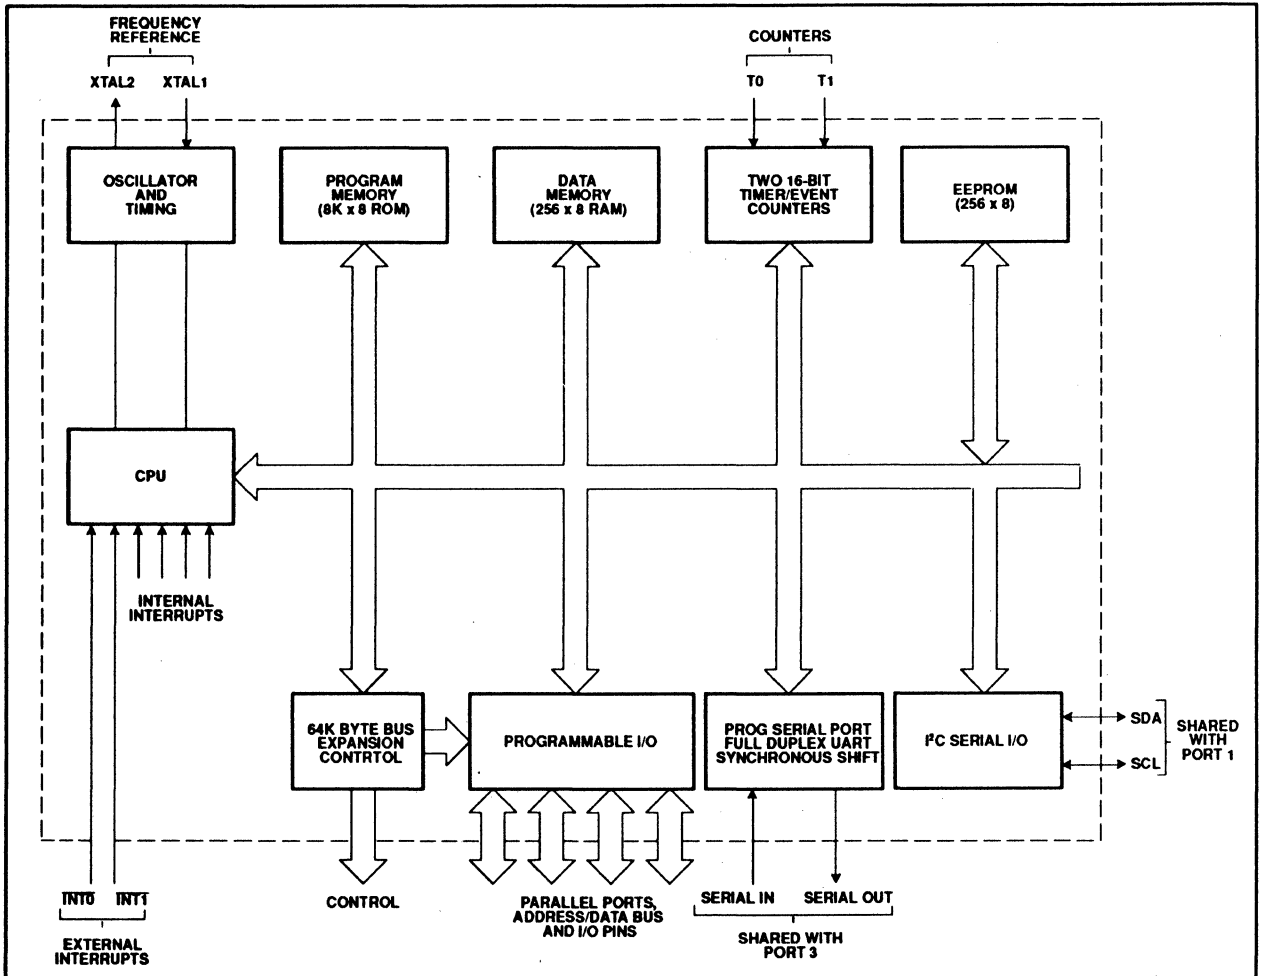 FREQUENCY
REFERENCE
XTAL2 XTAL1
COUNTERS
T0 T1
OSCILLATOR
AND
TIMING
PROGRAM
MEMORY
(8K x 8 ROM)
DATA
MEMORY
(256 x 8 RAM)
TWO 16-BIT
TIMER/EVENT
COUNTERS
EEPROM
(256 x 8)
CPU
INTERNAL
INTERRUPTS
64K BYTE BUS
EXPANSION
CONTRTOL
PROGRAMMABLE I/O
PROG SERIAL PORT
FULL DUPLEX UART
SYNCHRONOUS SHIFT
I²C SERIAL I/O
SDA
SCL
SHARED
WITH
PORT 1
INT0 INT1
EXTERNAL
INTERRUPTS
CONTROL
PARALLEL PORTS,
ADDRESS/DATA BUS
AND I/O PINS
SERIAL IN SERIAL OUT
SHARED WITH
PORT 3